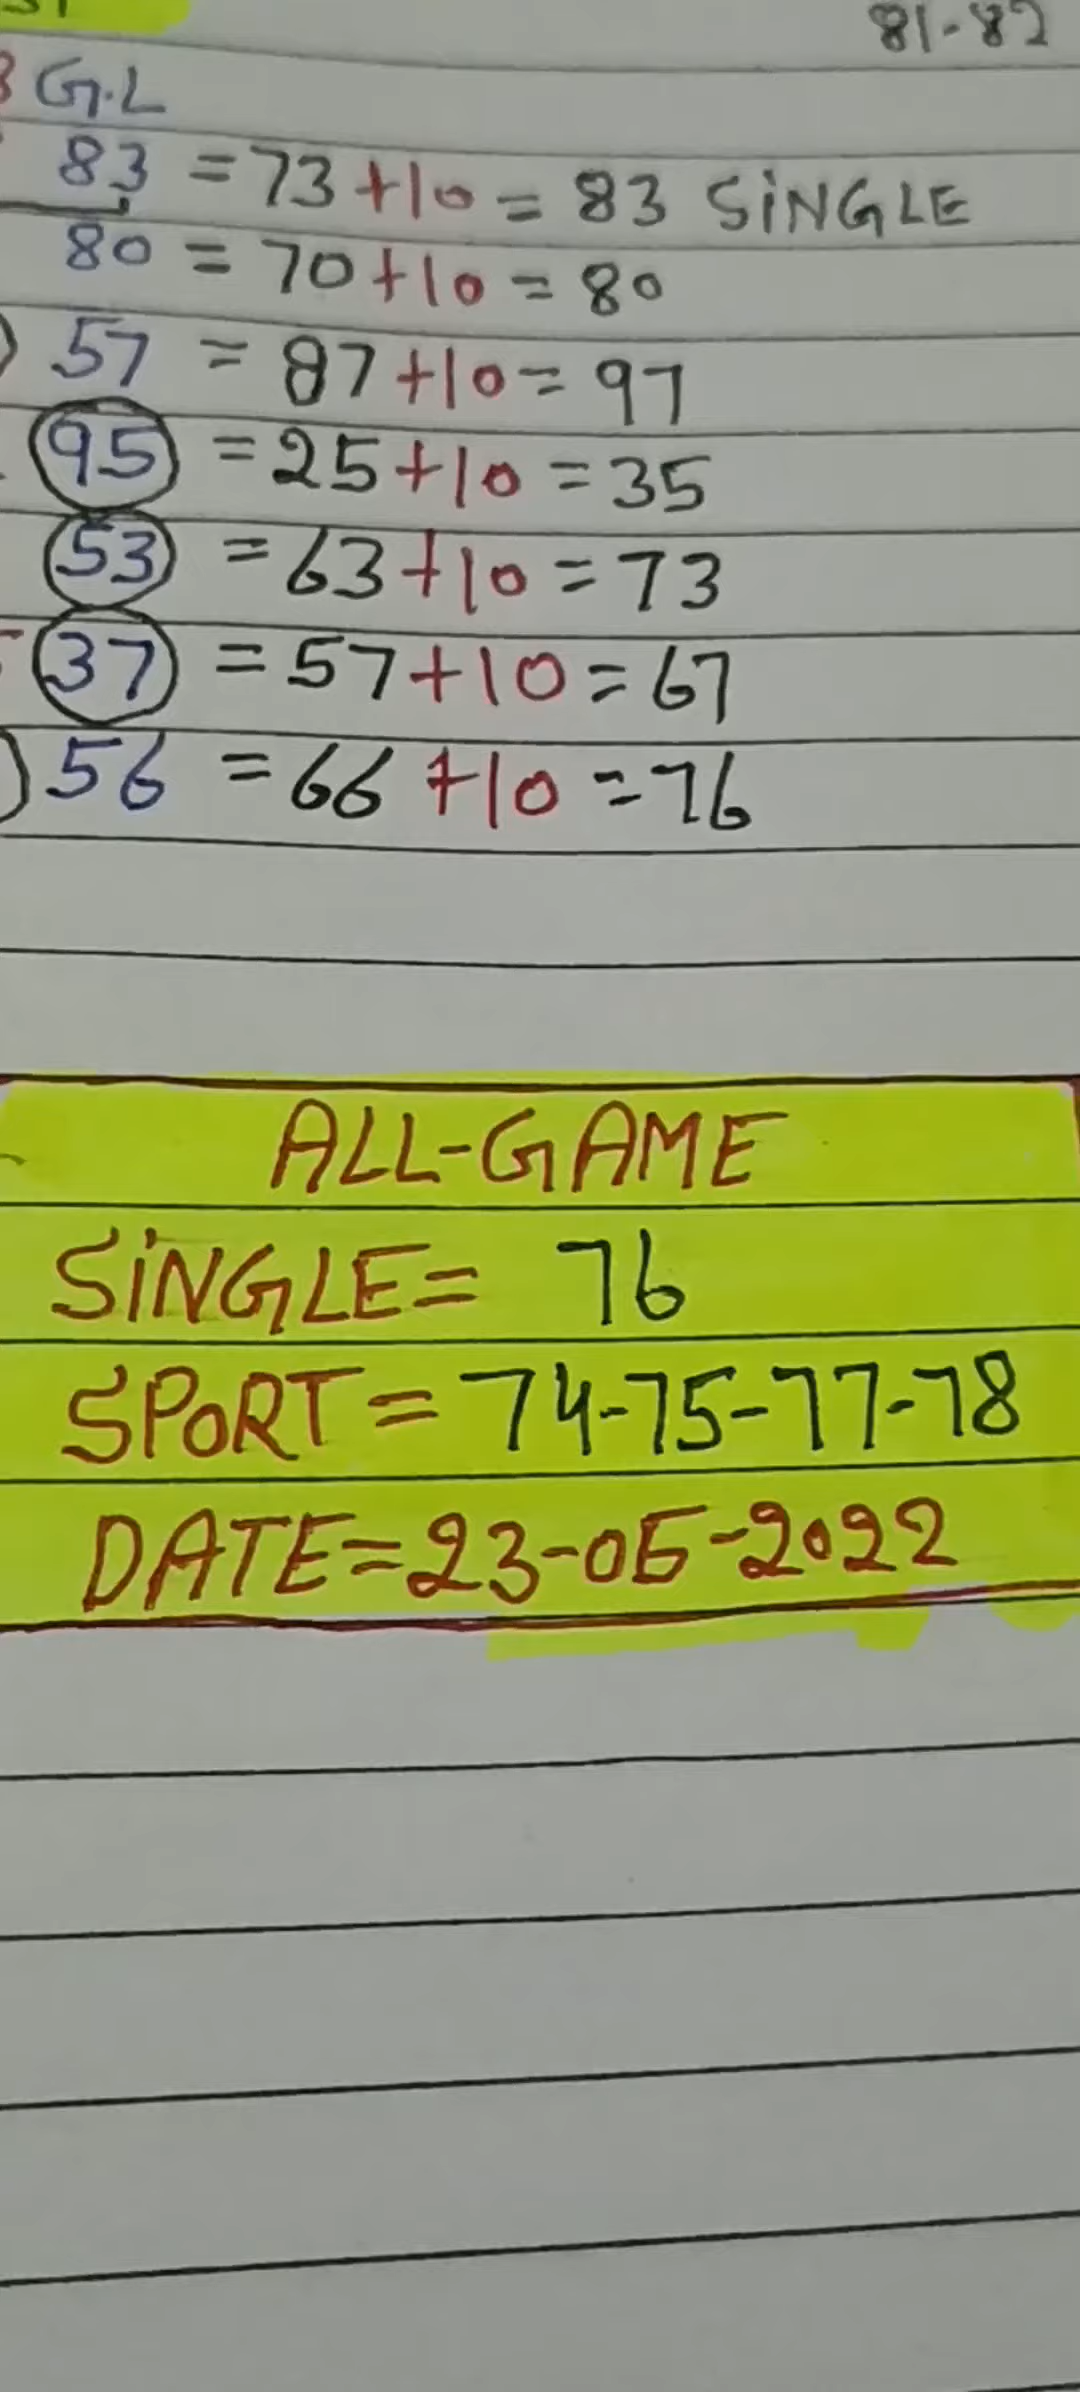 81-82
G.L
83 = 73+10 = 83 SiNGLE
80 = 70+10 = 80
57 = 87+10 = 97
95 = 25+10 = 35
53 = 63+10 = 73
37 = 57+10 = 67
56 = 66+10 = 76
ALL-GAME
SiNGLE = 76
SPORT = 74-75-77-78
DATE=23-05-2022